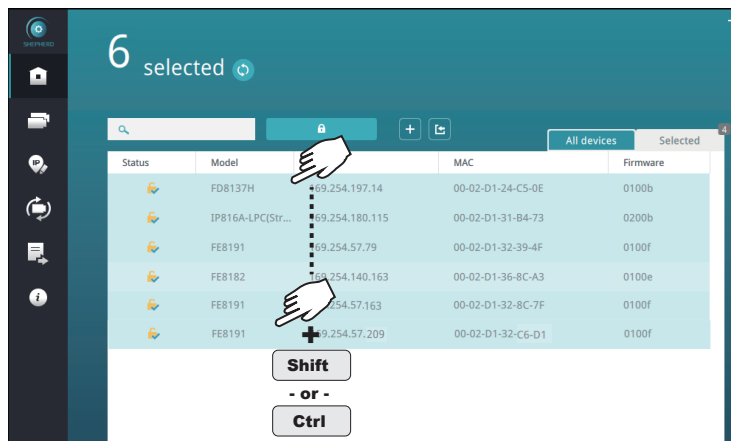 SHEPHERD
6 selected
4
All devices Selected
Status Model MAC Firmware
FD8137H 169.254.197.14 00-02-D1-24-C5-0E 0100b
IP816A-LPC(Str... 169.254.180.115 00-02-D1-31-B4-73 0200b
FE8191 169.254.57.79 00-02-D1-32-39-4F 0100f
FE8182 169.254.140.163 00-02-D1-36-8C-A3 0100e
FE8191 .254.57.163 00-02-D1-32-8C-7F 0100f
FE8191 169.254.57.209 00-02-D1-32-C6-D1 0100f
IP
i
Shift
- or -
Ctrl